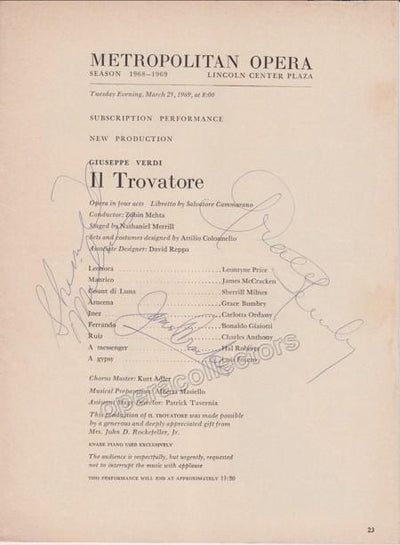 METROPOLITAN OPERA
SEASON 1968–1969 LINCOLN CENTER PLAZA
Tuesday Evening, March 25, 1969, at 8:00
SUBSCRIPTION PERFORMANCE
NEW PRODUCTION
GIUSEPPE VERDI
Il Trovatore
Opera in four acts Libretto by Salvatore Cammarano
Conductor: Zubin Mehta
Staged by Nathaniel Merrill
Sets and costumes designed by Attilio Colonnello
Associate Designer: David Reppa
Leonora Leontyne Price
Manrico James McCracken
Count di Luna Sherrill Milnes
Azucena Grace Bumbry
Inez Carlotta Ordassy
Ferrando Bonaldo Giaiotti
Ruiz Charles Anthony
A messenger Hal Roberts
A gypsy
Sherrill Milnes
Grace Bumbry
operacollectors
Chorus Master: Kurt Adler
Musical Preparation: Alberta Masiello
Assistant Stage Director: Patrick Tavernia
This production of IL TROVATORE was made possible
by a generous and deeply appreciated gift from
Mrs. John D. Rockefeller, Jr.
KNABE PIANO USED EXCLUSIVELY
The audience is respectfully, but urgently, requested
not to interrupt the music with applause
THIS PERFORMANCE WILL END AT APPROXIMATELY 11:20
23